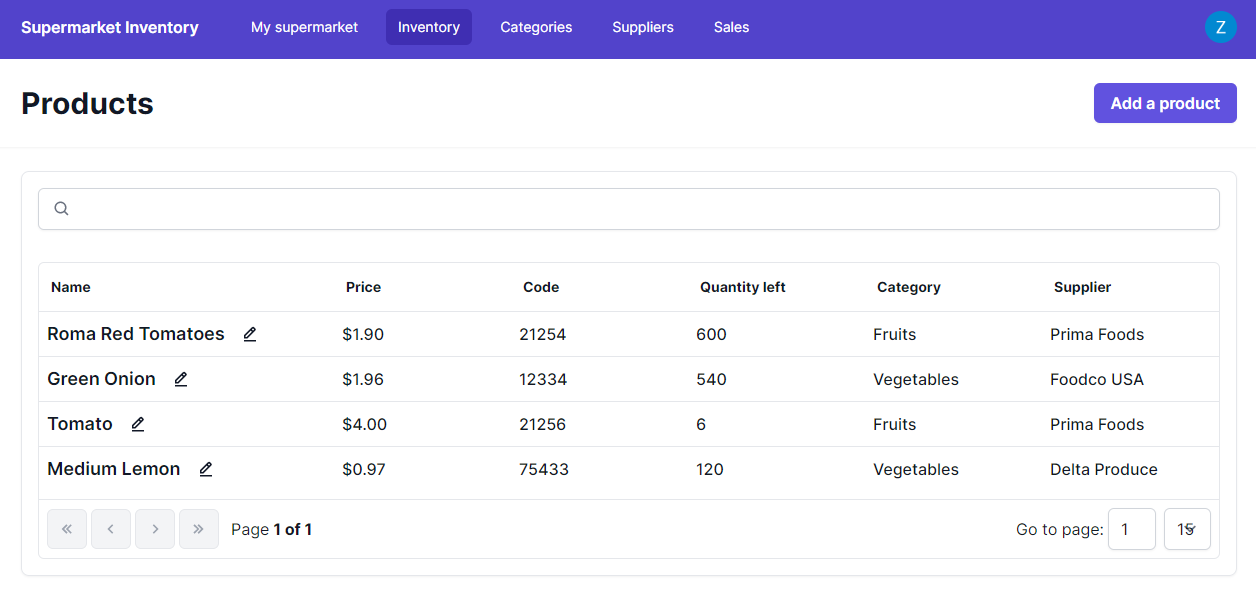 Supermarket Inventory My supermarket Inventory Categories Suppliers Sales Z
Products Add a product
Name Price Code Quantity left Category Supplier
Roma Red Tomatoes $1.90 21254 600 Fruits Prima Foods
Green Onion $1.96 12334 540 Vegetables Foodco USA
Tomato $4.00 21256 6 Fruits Prima Foods
Medium Lemon $0.97 75433 120 Vegetables Delta Produce
« ‹ › » Page 1 of 1 Go to page: 1 15